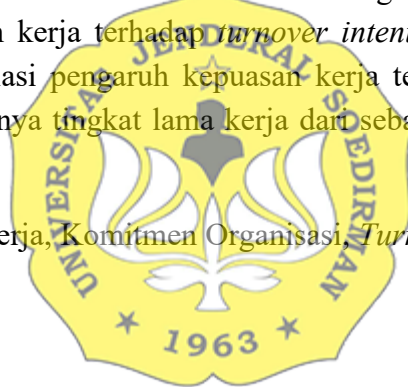 kerja terhadap turnover inten
asi pengaruh kepuasan kerja te
nya tingkat lama kerja dari seba
erja, Komitmen Organisasi, Tur
UNIVERSITAS JENDERAL SOEDIRMAN
1963